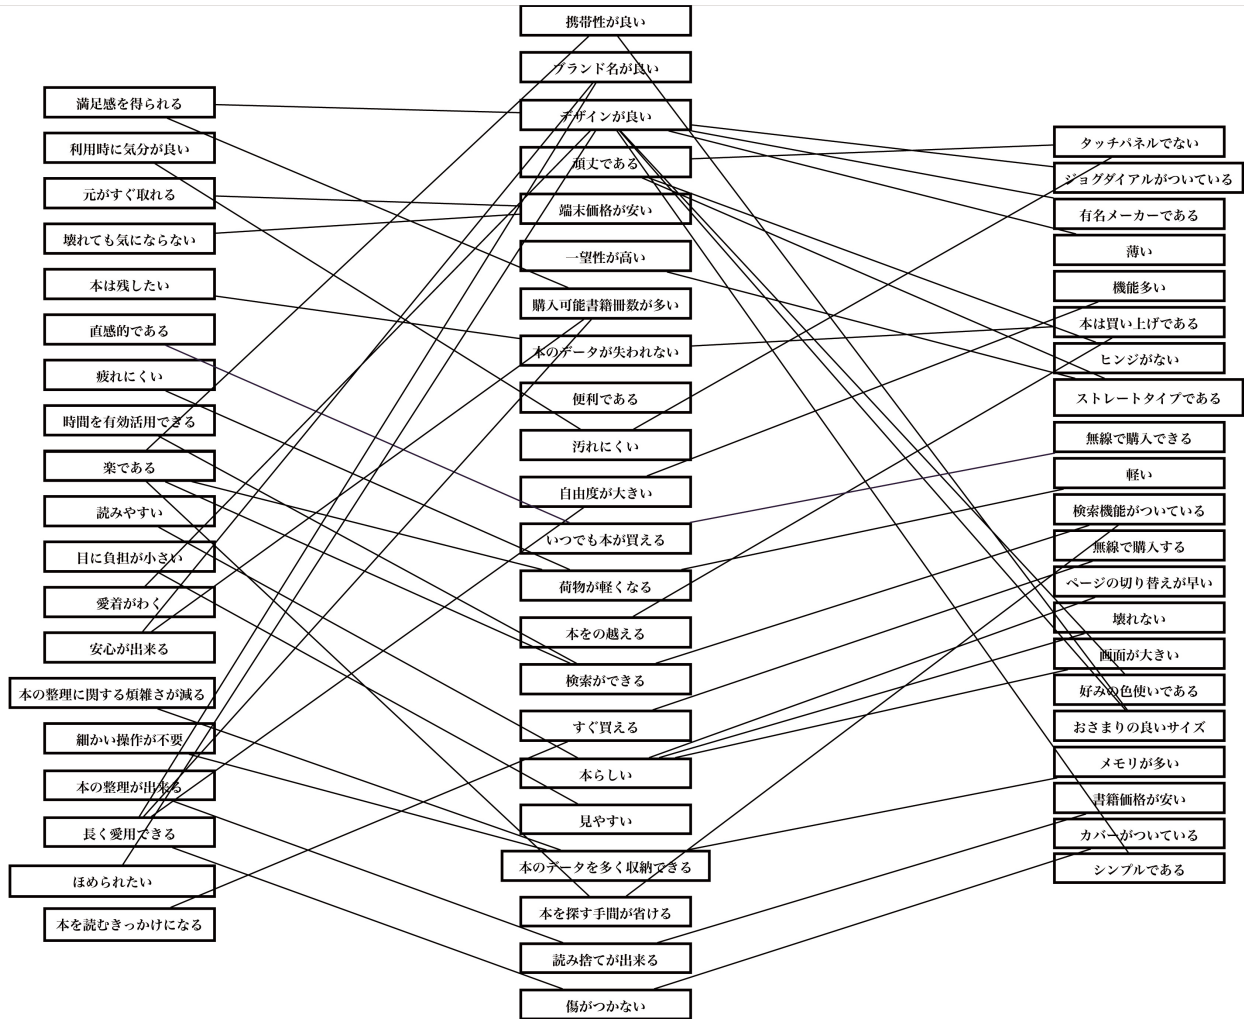 満足感を得られる
利用時に気分が良い
元がすぐ取れる
壊れても気にならない
本は残したい
直感的である
疲れにくい
時間を有効活用できる
楽である
読みやすい
目に負担が小さい
愛着がわく
安心が出来る
本の整理に関する煩雑さが減る
細かい操作が不要
本の整理が出来る
長く愛用できる
ほめられたい
本を読むきっかけになる
携帯性が良い
ブランド名が良い
デザインが良い
頑丈である
端末価格が安い
一望性が高い
購入可能書籍冊数が多い
本のデータが失われない
便利である
汚れにくい
自由度が大きい
いつでも本が買える
荷物が軽くなる
本をの越える
検索ができる
すぐ買える
本らしい
見やすい
本のデータを多く収納できる
本を探す手間が省ける
読み捨てが出来る
傷がつかない
タッチパネルでない
ジョグダイアルがついている
有名メーカーである
薄い
機能多い
本は買い上げである
ヒンジがない
ストレートタイプである
無線で購入できる
軽い
検索機能がついている
無線で購入する
ページの切り替えが早い
壊れない
画面が大きい
好みの色使いである
おさまりの良いサイズ
メモリが多い
書籍価格が安い
カバーがついている
シンプルである